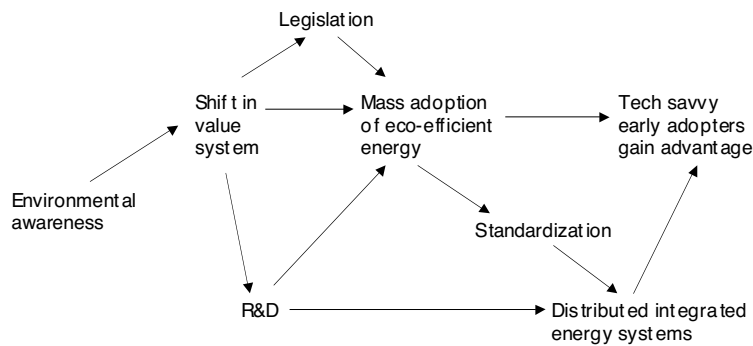 Legislation
Shift in
value
system
Mass adoption
of eco-efficient
energy
Tech savvy
early adopters
gain advantage
Environmental
awareness
Standardization
R&D
Distributed integrated
energy systems